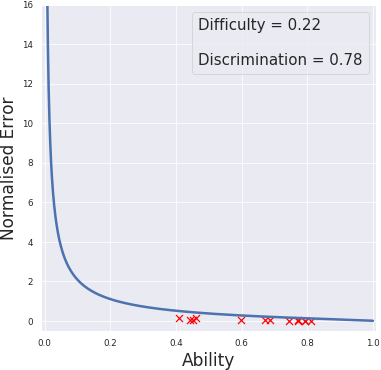 16
14
12
10
8
6
4
2
0
Normalised Error
Difficulty = 0.22
Discrimination = 0.78
0.0 0.2 0.4 0.6 0.8 1.0
Ability